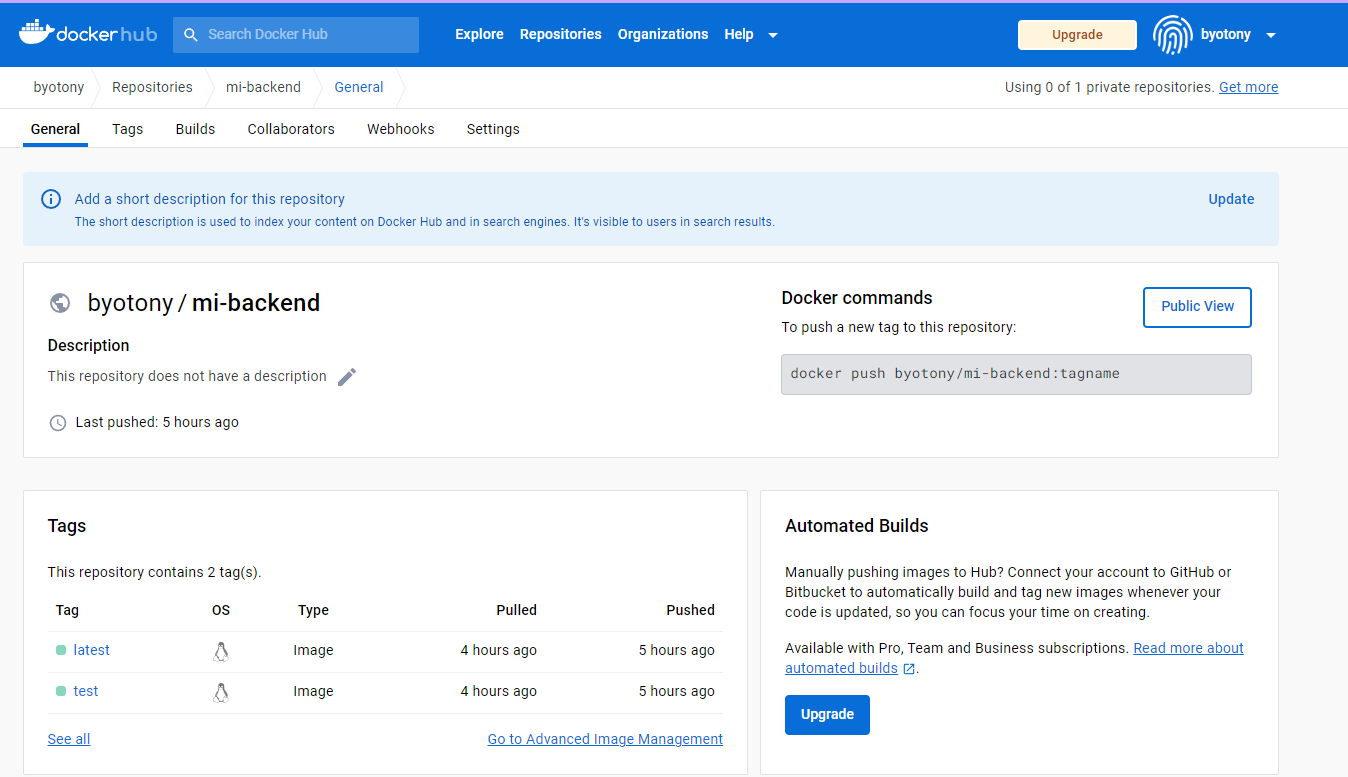 dockerhub Search Docker Hub Explore Repositories Organizations Help Upgrade byotony
byotony Repositories mi-backend General Using 0 of 1 private repositories. Get more
General Tags Builds Collaborators Webhooks Settings
Add a short description for this repository Update
The short description is used to index your content on Docker Hub and in search engines. It's visible to users in search results.
byotony / mi-backend
Description
This repository does not have a description
Last pushed: 5 hours ago
Docker commands
Public View
To push a new tag to this repository:
docker push byotony/mi-backend:tagname
Tags
This repository contains 2 tag(s).
Tag OS Type Pulled Pushed
latest Image 4 hours ago 5 hours ago
test Image 4 hours ago 5 hours ago
See all Go to Advanced Image Management
Automated Builds
Manually pushing images to Hub? Connect your account to GitHub or
Bitbucket to automatically build and tag new images whenever your
code is updated, so you can focus your time on creating.
Available with Pro, Team and Business subscriptions. Read more about
automated builds.
Upgrade